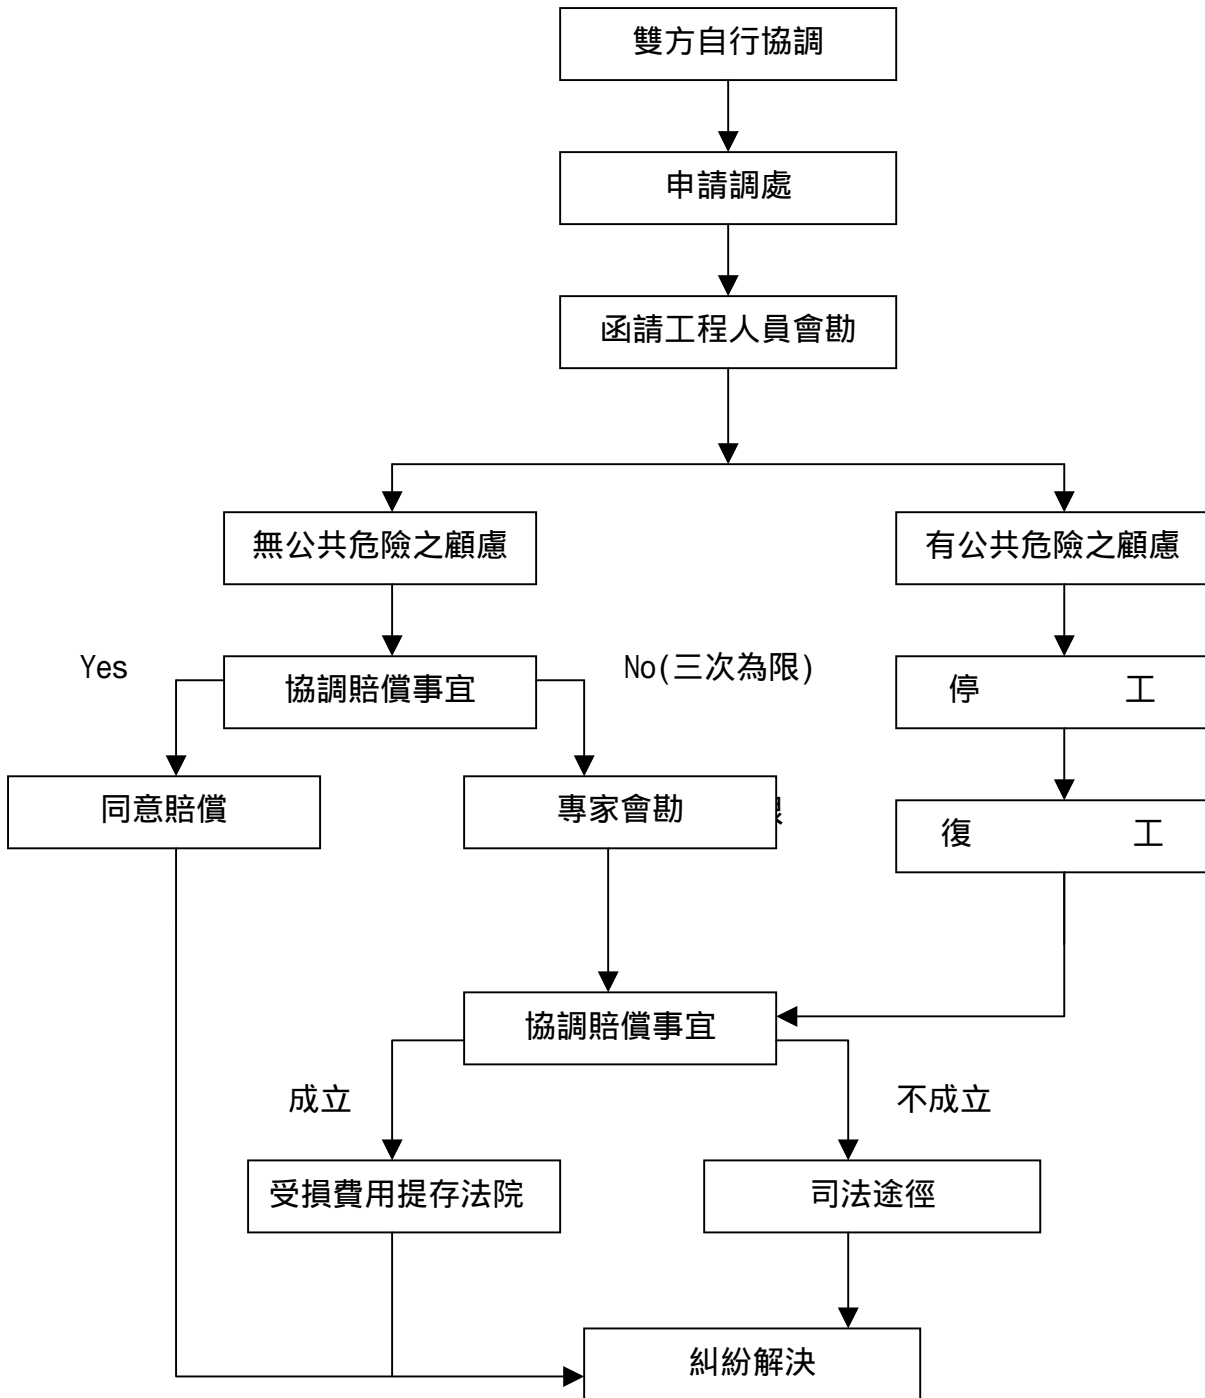 雙方自行協調
申請調處
函請工程人員會勘
無公共危險之顧慮
有公共危險之顧慮
Yes
協調賠償事宜
No(三次為限)
停 工
同意賠償
專家會勘
復 工
協調賠償事宜
成立
不成立
受損費用提存法院
司法途徑
糾紛解決